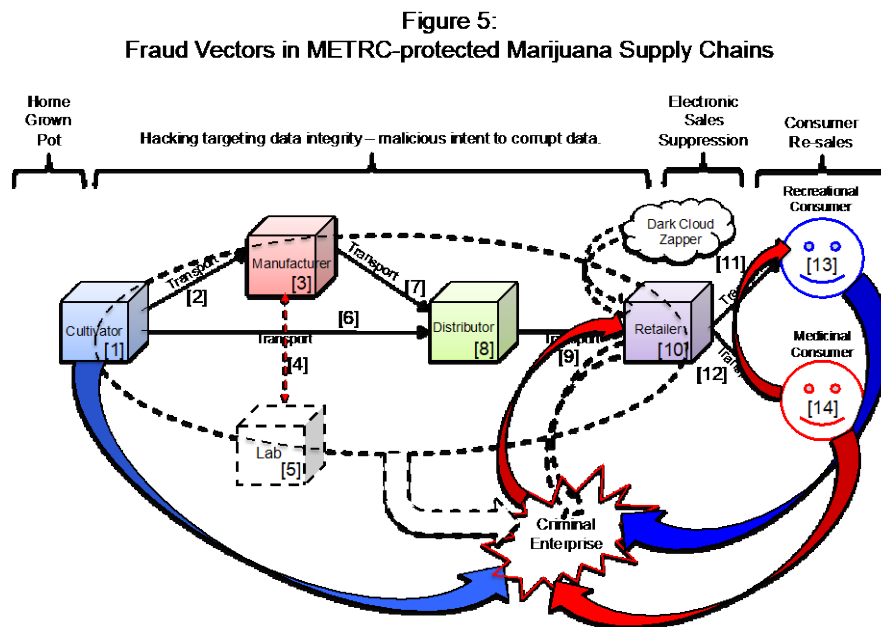 Figure 5:
Fraud Vectors in METRC-protected Marijuana Supply Chains
Home
Grown
Pot
Hacking targeting data integrity – malicious intent to corrupt data.
Electronic
Sales
Suppression
Consumer
Re-sales
Recreational
Consumer
Dark Cloud
Zapper
[13]
Manufacturer
[3]
Transport
[2]
Transport
[7]
[11]
Cultivator
[1]
[6]
Transport
Distributor
[8]
Transport
[9]
Retailer
[10]
[12]
Medicinal
Consumer
[14]
[4]
Lab
[5]
Criminal
Enterprise